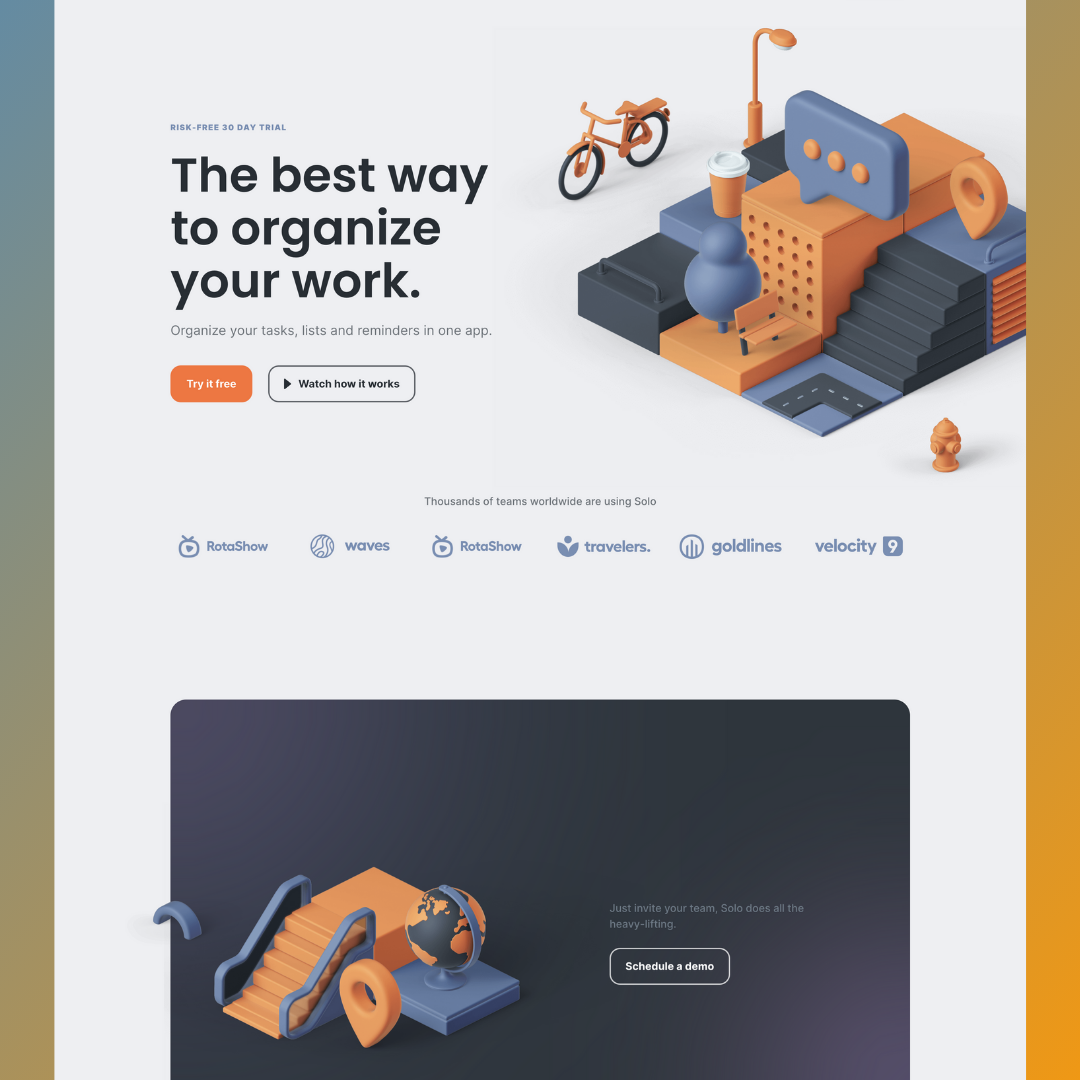 RISK-FREE 30 DAY TRIAL
The best way
to organize
your work.
Organize your tasks, lists and reminders in one app.
Try it free
Watch how it works
Thousands of teams worldwide are using Solo
RotaShow
waves
RotaShow
travelers.
goldlines
velocity 9
Just invite your team, Solo does all the
heavy-lifting.
Schedule a demo